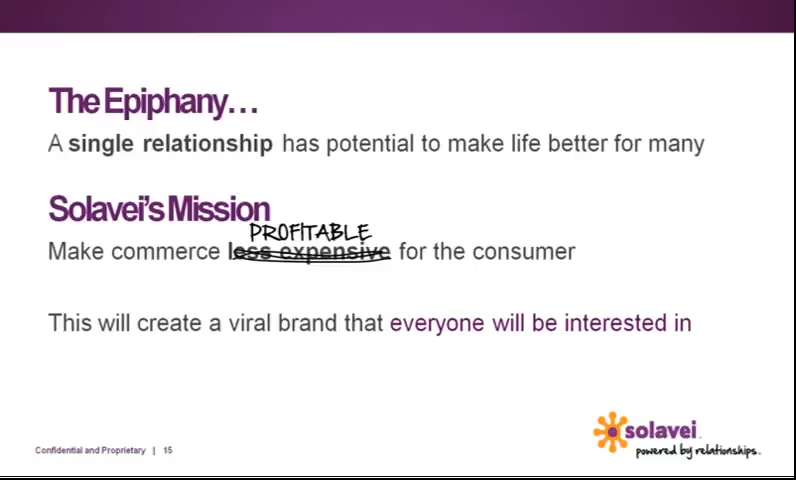 The Epiphany…
A single relationship has potential to make life better for many
Solavei's Mission
PROFITABLE
Make commerce less expensive for the consumer
This will create a viral brand that everyone will be interested in
solavei
powered by relationships.
Confidential and Proprietary | 15